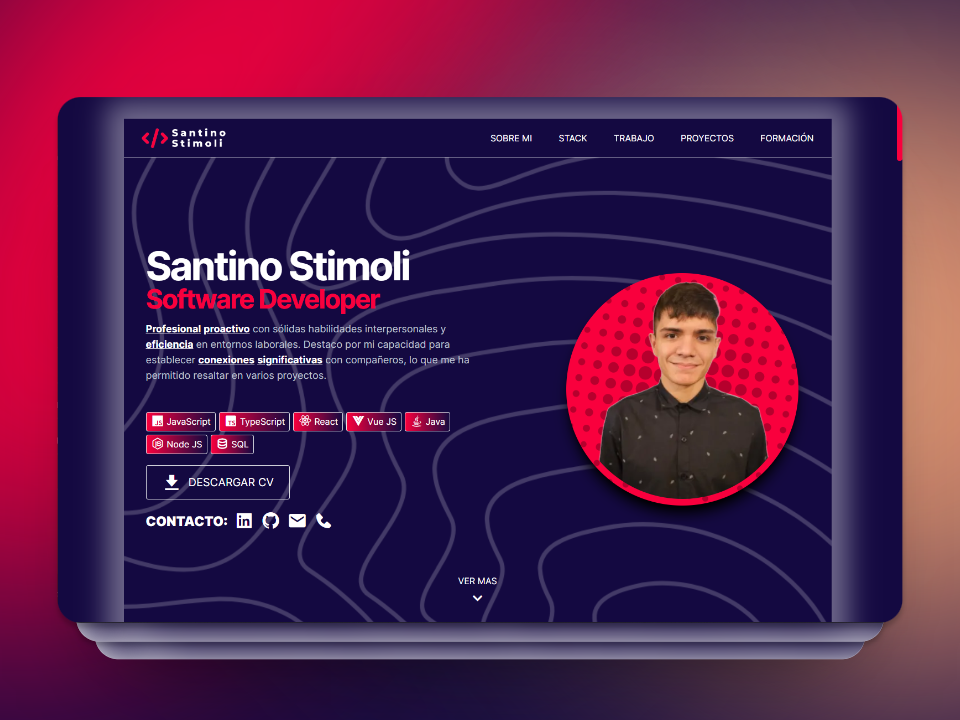 Santino
Stimoli
SOBRE MI STACK TRABAJO PROYECTOS FORMACIÓN
Santino Stimoli
Software Developer
Profesional proactivo con sólidas habilidades interpersonales y
eficiencia en entornos laborales. Destaco por mi capacidad para
establecer conexiones significativas con compañeros, lo que me ha
permitido resaltar en varios proyectos.
JS JavaScript TS TypeScript React Vue JS Java
Node JS SQL
DESCARGAR CV
CONTACTO:
VER MAS